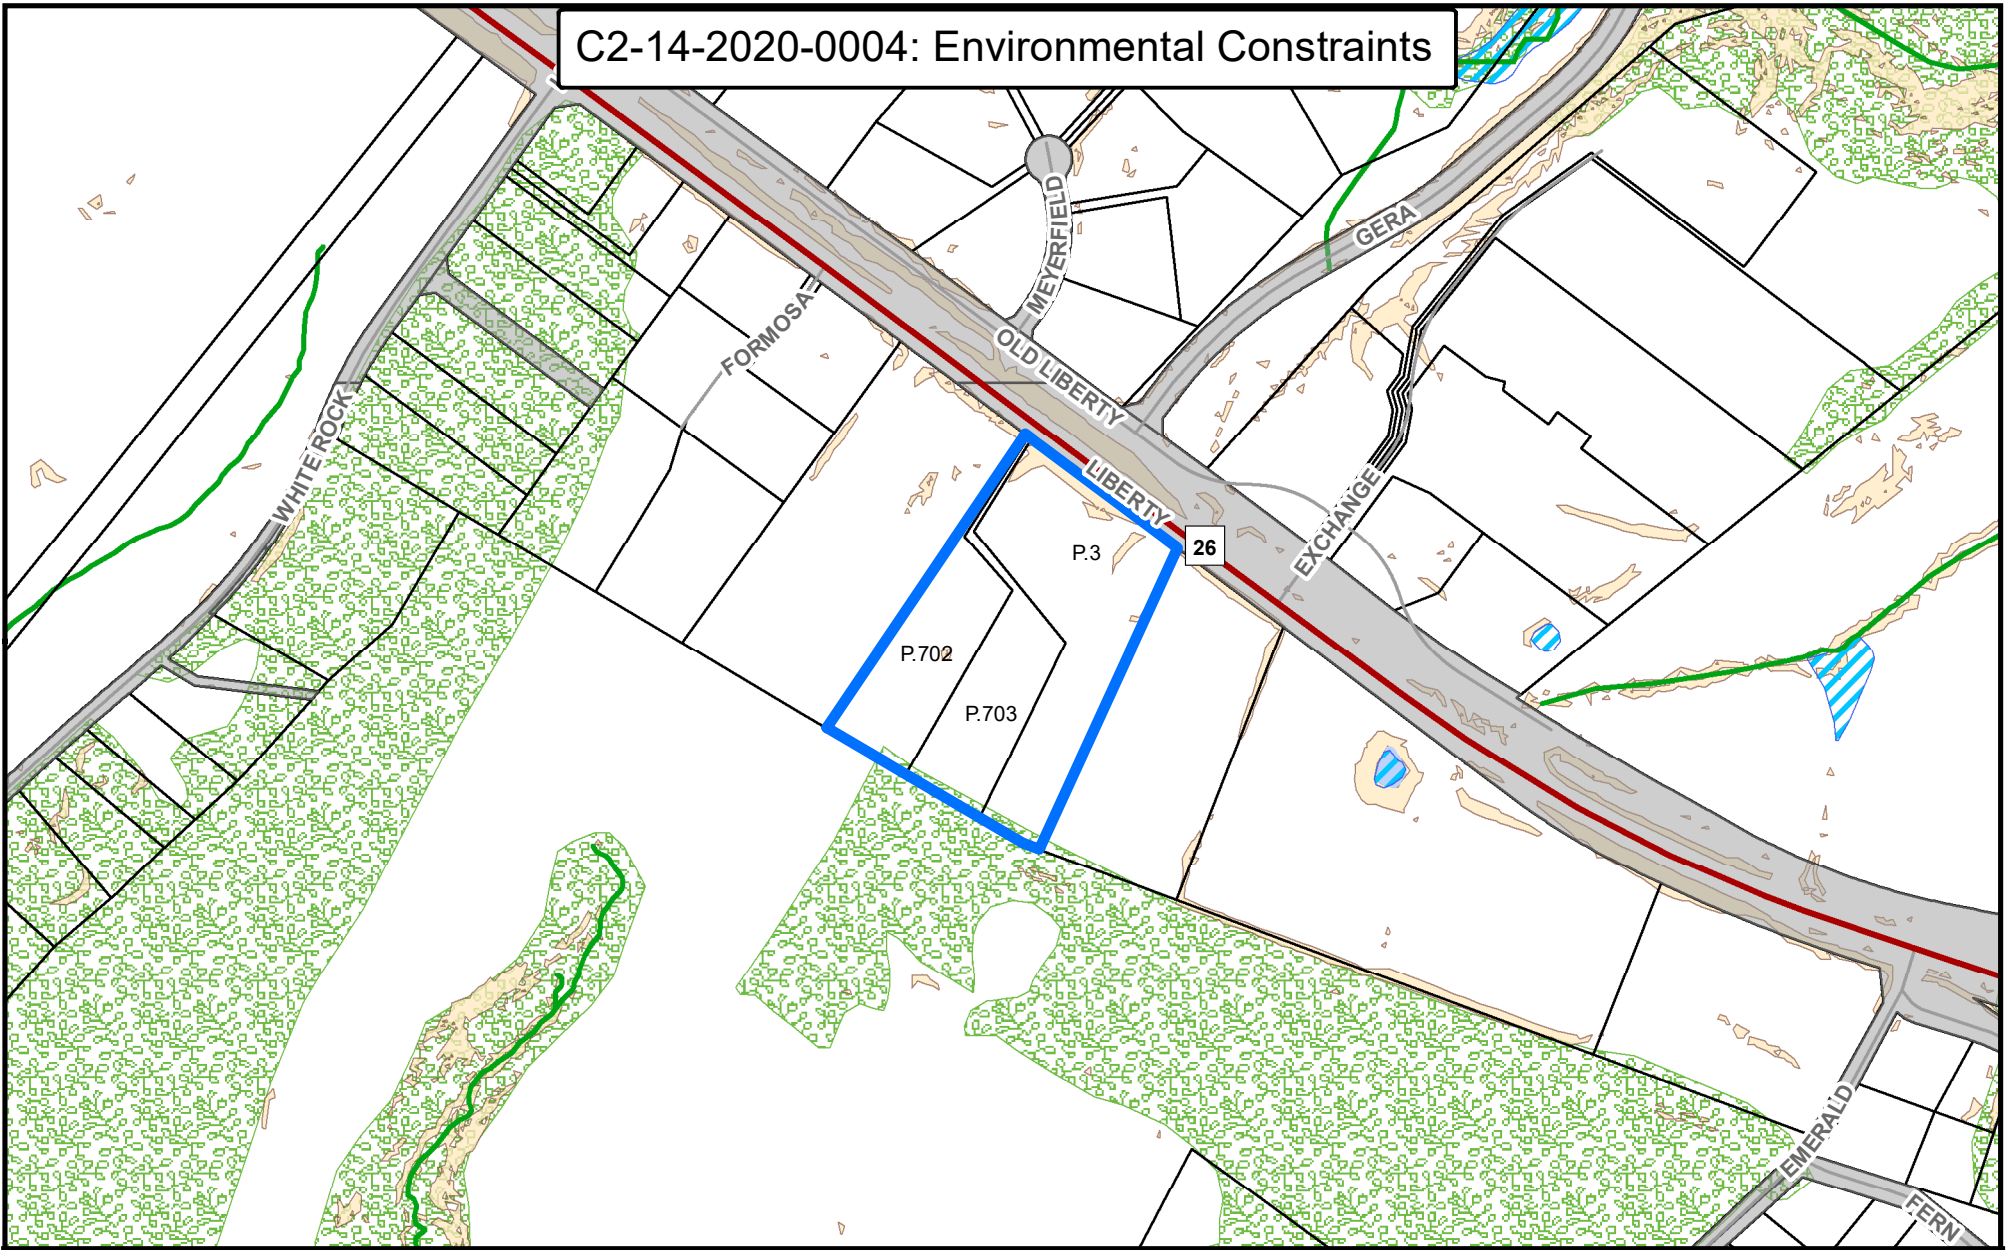 C2-14-2020-0004: Environmental Constraints
MEYERFIELD
GERA
FORMOSA
OLD LIBERTY
WHITE ROCK
LIBERTY
EXCHANGE
26
P.3
P.702
P.703
EMERALD
FERN